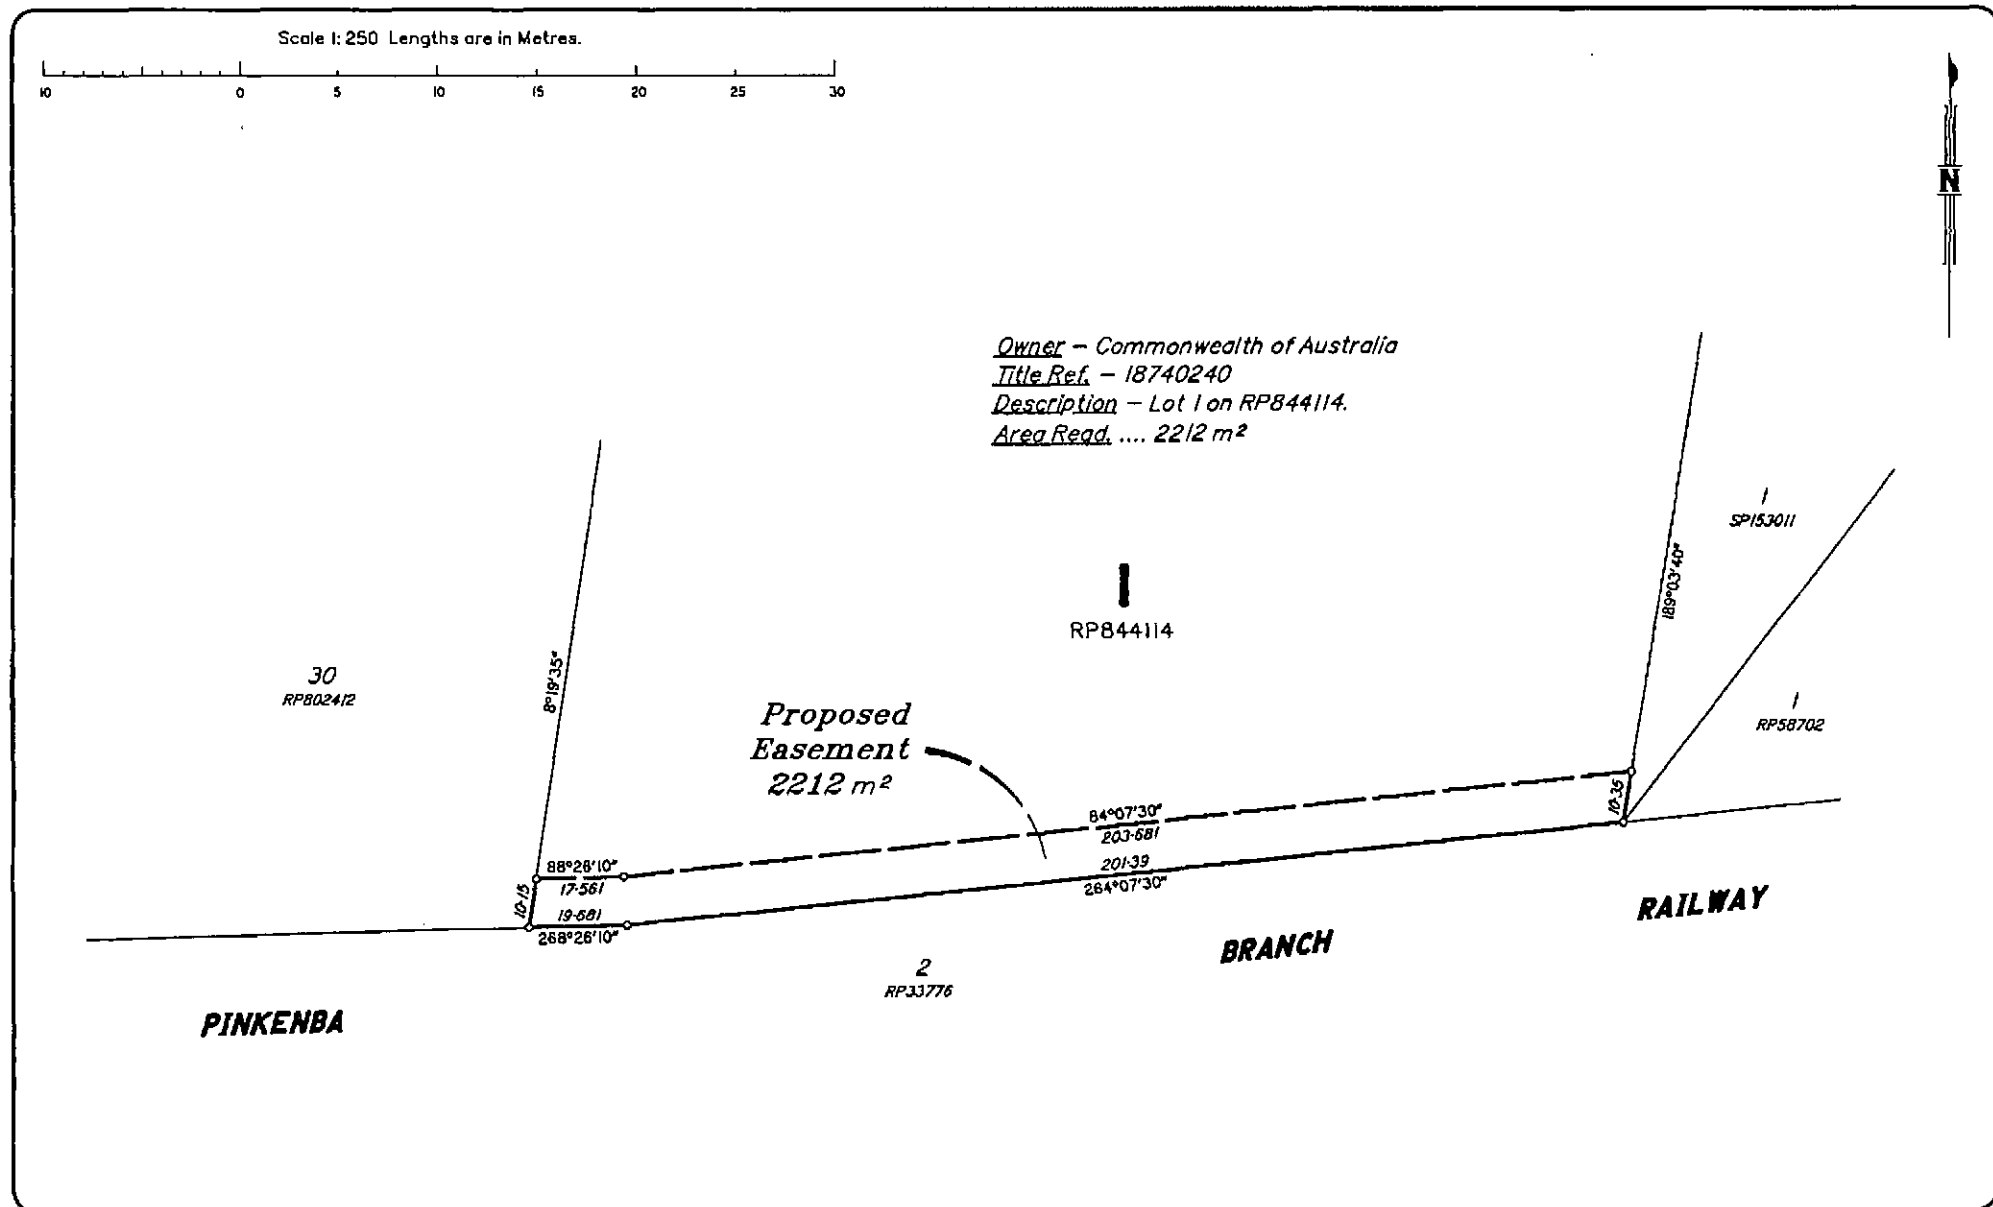 Scale 1:250 Lengths are in Metres.
10 0 5 10 15 20 25 30
N
Owner - Commonwealth of Australia
Title Ref. - 18740240
Description - Lot 1 on RP844114.
Area Reqd. .... 2212 m²
1
SP153011
189°03'40"
1
RP844114
30
RP802412
8°19'35"
Proposed
Easement
2212 m²
1
RP58702
84°07'30"
203·681
10·35
88°26'10"
17·561
201·39
264°07'30"
10·15
19·681
268°26'10"
RAILWAY
BRANCH
2
RP33776
PINKENBA